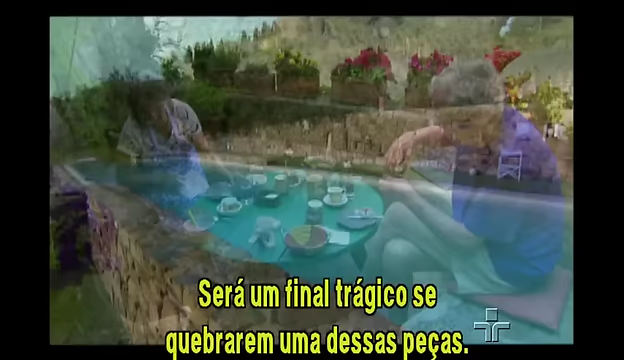 Será um final trágico se
quebrarem uma dessas peças.